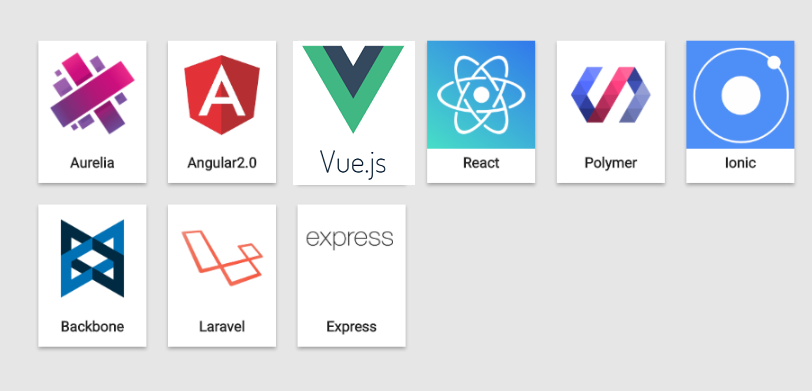 Aurelia
Angular2.0
Vue.js
React
Polymer
Ionic
express
Backbone
Laravel
Express